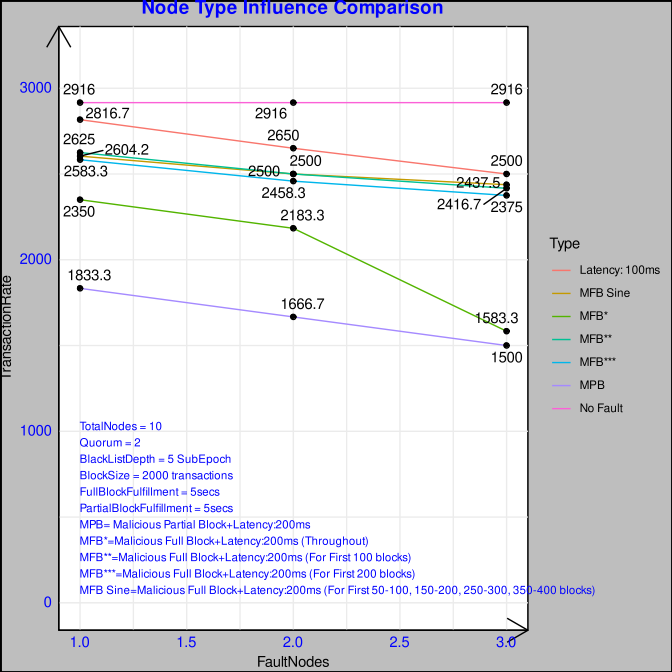 Node Type Influence Comparison
3000
2000
1000
0
TransactionRate
2916
2916
2916
2816.7
2650
2500
2625
2604.2
2583.3
2500
2500
2458.3
2437.5
2416.7
2375
2350
2183.3
1583.3
1833.3
1666.7
1500
TotalNodes = 10
Quorum = 2
BlackListDepth = 5 SubEpoch
BlockSize = 2000 transactions
FullBlockFulfillment = 5secs
PartialBlockFulfillment = 5secs
MPB= Malicious Partial Block+Latency:200ms
MFB*=Malicious Full Block+Latency:200ms (Throughout)
MFB**=Malicious Full Block+Latency:200ms (For First 100 blocks)
MFB***=Malicious Full Block+Latency:200ms (For First 200 blocks)
MFB Sine=Malicious Full Block+Latency:200ms (For First 50-100, 150-200, 250-300, 350-400 blocks)
1.0
1.5
2.0
2.5
3.0
FaultNodes
Type
Latency: 100ms
MFB Sine
MFB*
MFB**
MFB***
MPB
No Fault